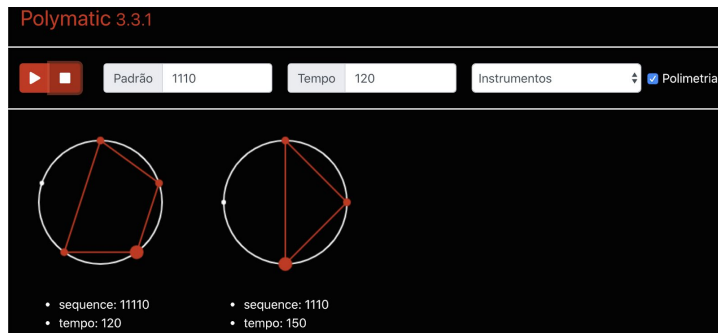 Polymatic 3.3.1
Padrão 1110 Tempo 120 Instrumentos Polimetria
• sequence: 11110
• tempo: 120
• sequence: 1110
• tempo: 150